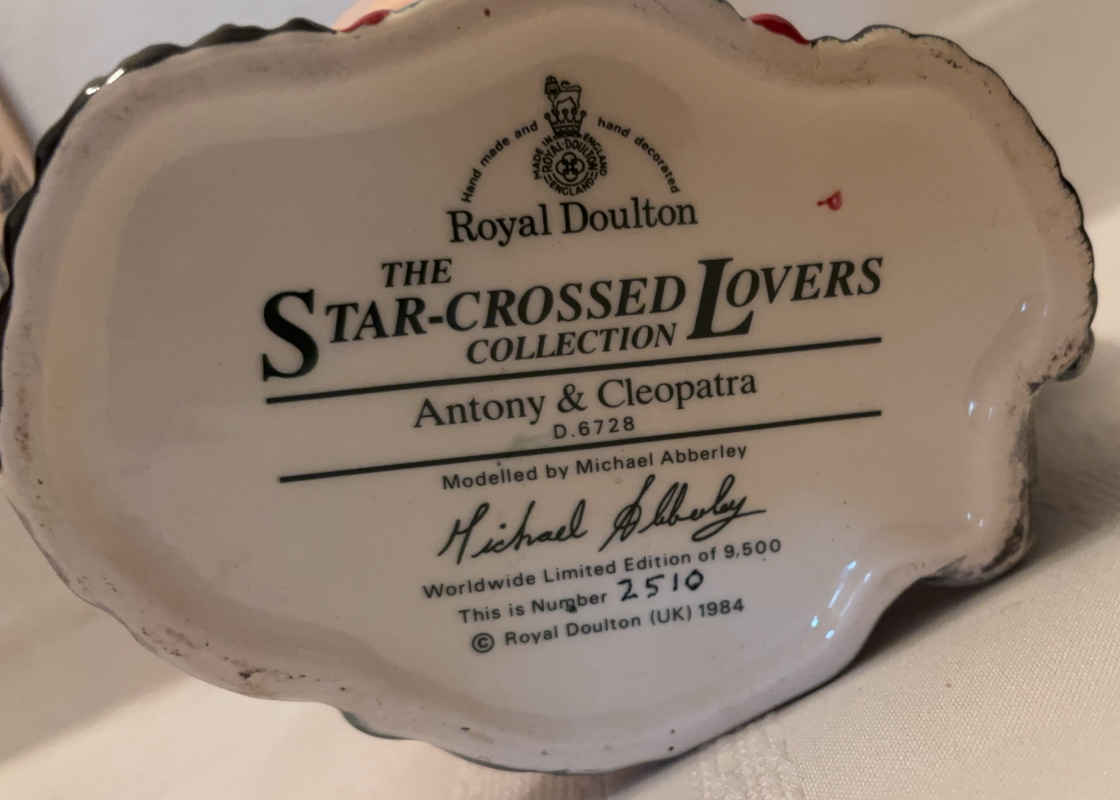 Hand made and hand decorated
MADE IN ENGLAND
ROYAL·DOULTON
ENGLAND
Royal Doulton
THE
STAR-CROSSED LOVERS
COLLECTION
Antony & Cleopatra
D.6728
Modelled by Michael Abberley
Michael Abberley
Worldwide Limited Edition of 9,500
This is Number 2510
© Royal Doulton (UK) 1984